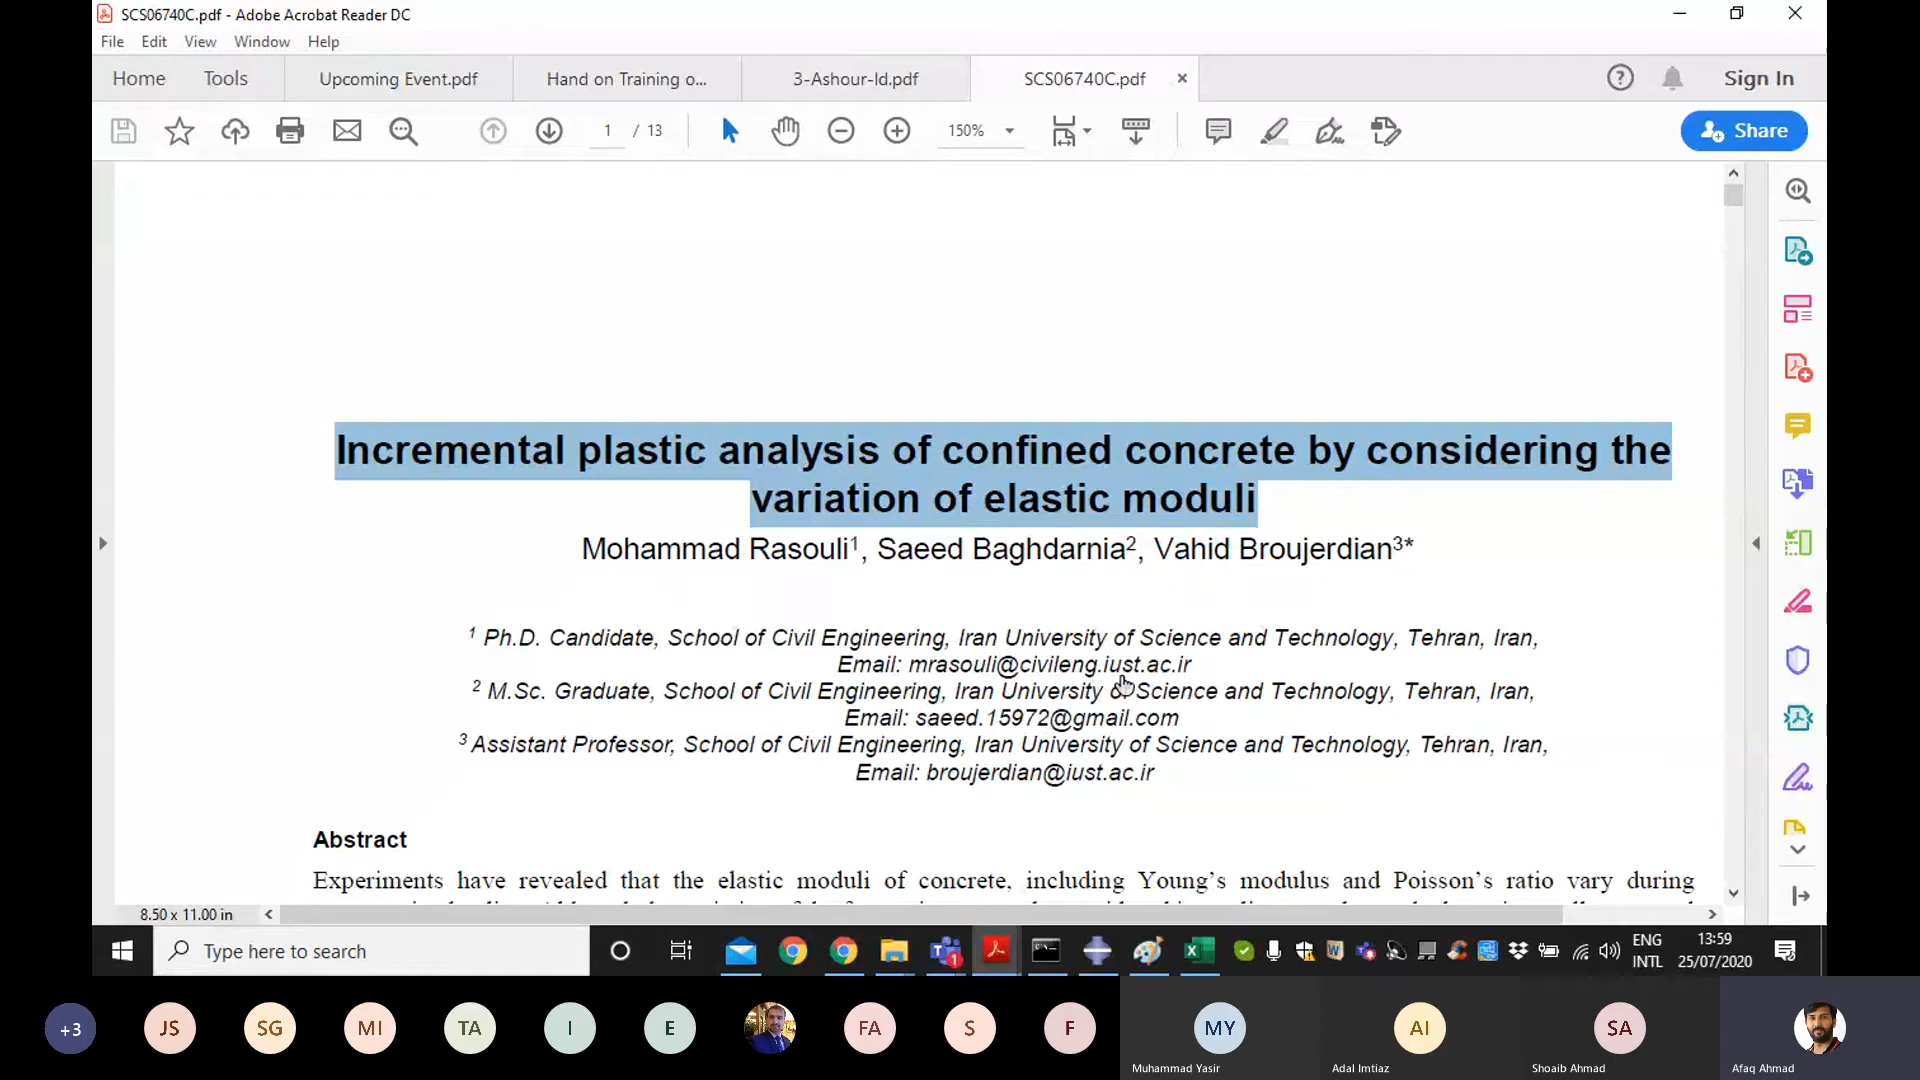 SCS06740C.pdf - Adobe Acrobat Reader DC
File Edit View Window Help
Home Tools Upcoming Event.pdf Hand on Training o... 3-Ashour-Id.pdf SCS06740C.pdf Sign In
1 / 13 150% Share
Incremental plastic analysis of confined concrete by considering the
variation of elastic moduli
Mohammad Rasouli1, Saeed Baghdarnia2, Vahid Broujerdian3*
1 Ph.D. Candidate, School of Civil Engineering, Iran University of Science and Technology, Tehran, Iran,
Email: mrasouli@civileng.iust.ac.ir
2 M.Sc. Graduate, School of Civil Engineering, Iran University of Science and Technology, Tehran, Iran,
Email: saeed.15972@gmail.com
3 Assistant Professor, School of Civil Engineering, Iran University of Science and Technology, Tehran, Iran,
Email: broujerdian@iust.ac.ir
Abstract
Experiments have revealed that the elastic moduli of concrete, including Young's modulus and Poisson's ratio vary during
8.50 x 11.00 in
Type here to search
ENG 13:59
INTL 25/07/2020
+3 JS SG MI TA I E FA S F MY AI SA
Muhammad Yasir Adal Imtiaz Shoaib Ahmad Afaq Ahmad